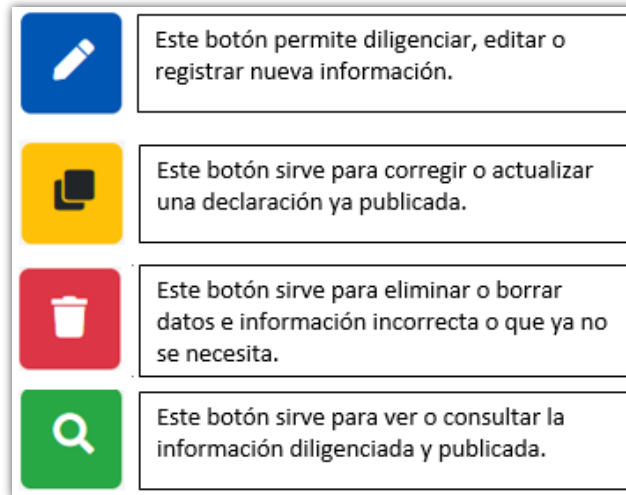 Este botón permite diligenciar, editar o
registrar nueva información.
Este botón sirve para corregir o actualizar
una declaración ya publicada.
Este botón sirve para eliminar o borrar
datos e información incorrecta o que ya no
se necesita.
Este botón sirve para ver o consultar la
información diligenciada y publicada.